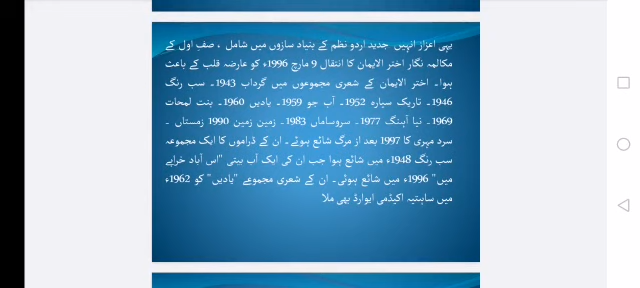 یہی اعزاز انہیں جدید اردو نظم کے بنیاد سازوں میں شامل ، صفِ اول کے
مکالمہ نگار اختر الایمان کا انتقال 9 مارچ 1996ء کو عارضہ قلب کے باعث
ہوا۔ اختر الایمان کے شعری مجموعوں میں گرداب 1943۔ سب رنگ
1946۔ تاریک سیارہ 1952۔ آب جو 1959۔ یادیں 1960۔ بنت لمحات
1969۔ نیا آہنگ 1977۔ سروساماں 1983۔ زمین زمین 1990 زمستاں ۔
سرد مہری کا 1997 بعد از مرگ شائع ہوئے۔ ان کے ڈراموں کا ایک مجموعہ
سب رنگ 1948ء میں شائع ہوا جب ان کی ایک آپ بیتی "اس آباد خرابے
میں" 1996ء میں شائع ہوئی۔ ان کے شعری مجموعے "یادیں" کو 1962ء
میں ساہتیہ اکیڈمی ایوارڈ بھی ملا